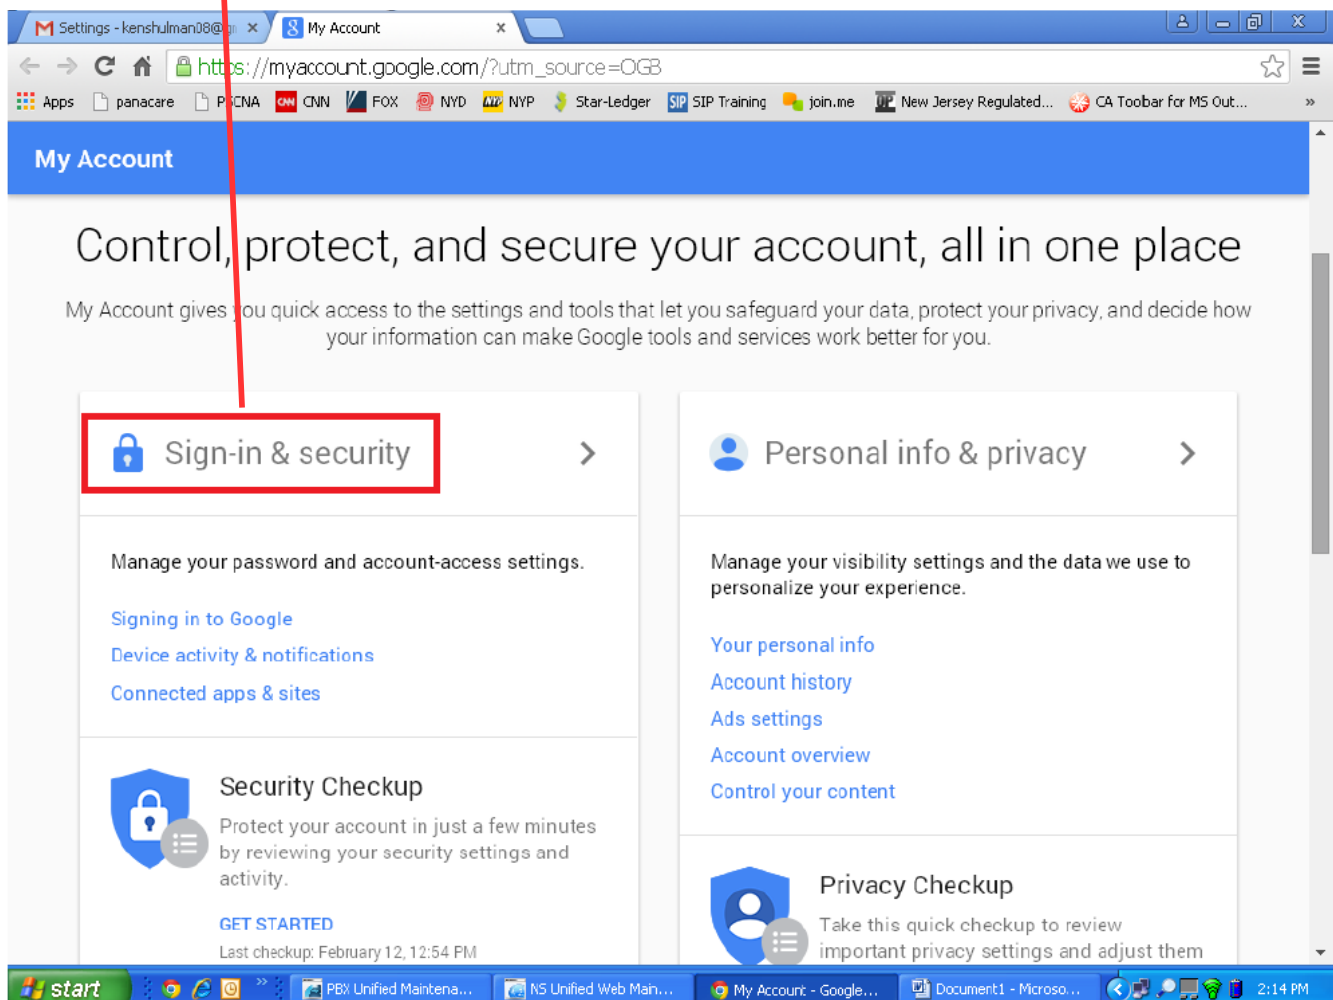 Settings - kenshulman08@g
My Account
https://myaccount.google.com/?utm_source=OGB
Apps panacare PSCNA CNN FOX NYD NYP Star-Ledger SIP SIP Training join.me New Jersey Regulated... CA Toolbar for MS Out... »
My Account
Control, protect, and secure your account, all in one place
My Account gives you quick access to the settings and tools that let you safeguard your data, protect your privacy, and decide how
your information can make Google tools and services work better for you.
Sign-in & security
Manage your password and account-access settings.
Signing in to Google
Device activity & notifications
Connected apps & sites
Security Checkup
Protect your account in just a few minutes
by reviewing your security settings and
activity.
GET STARTED
Last checkup: February 12, 12:54 PM
Personal info & privacy
Manage your visibility settings and the data we use to
personalize your experience.
Your personal info
Account history
Ads settings
Account overview
Control your content
Privacy Checkup
Take this quick checkup to review
important privacy settings and adjust them
start » PBX Unified Maintena... NS Unified Web Main... My Account - Google... Document1 - Microso... 2:14 PM